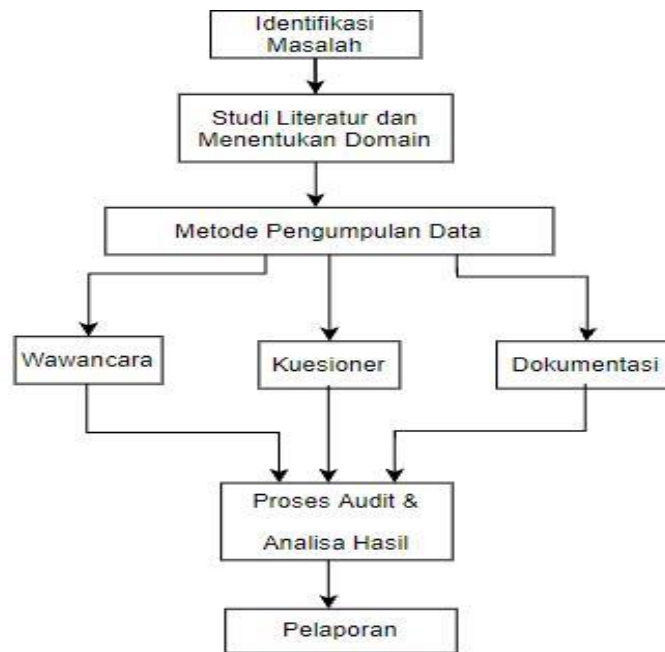 Identifikasi
Masalah
Studi Literatur dan
Menentukan Domain
Metode Pengumpulan Data
Wawancara
Kuesioner
Dokumentasi
Proses Audit &
Analisa Hasil
Pelaporan